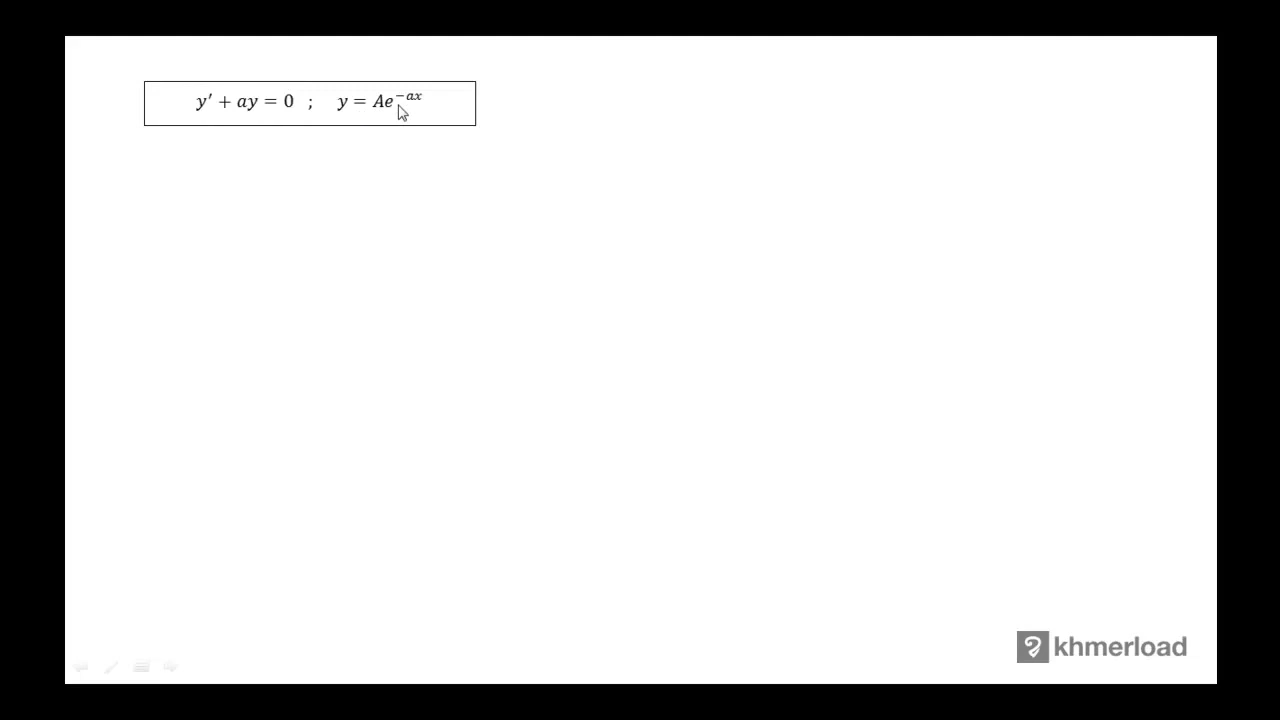 y′ + ay = 0 ; y = Ae^{−ax}
khmerload